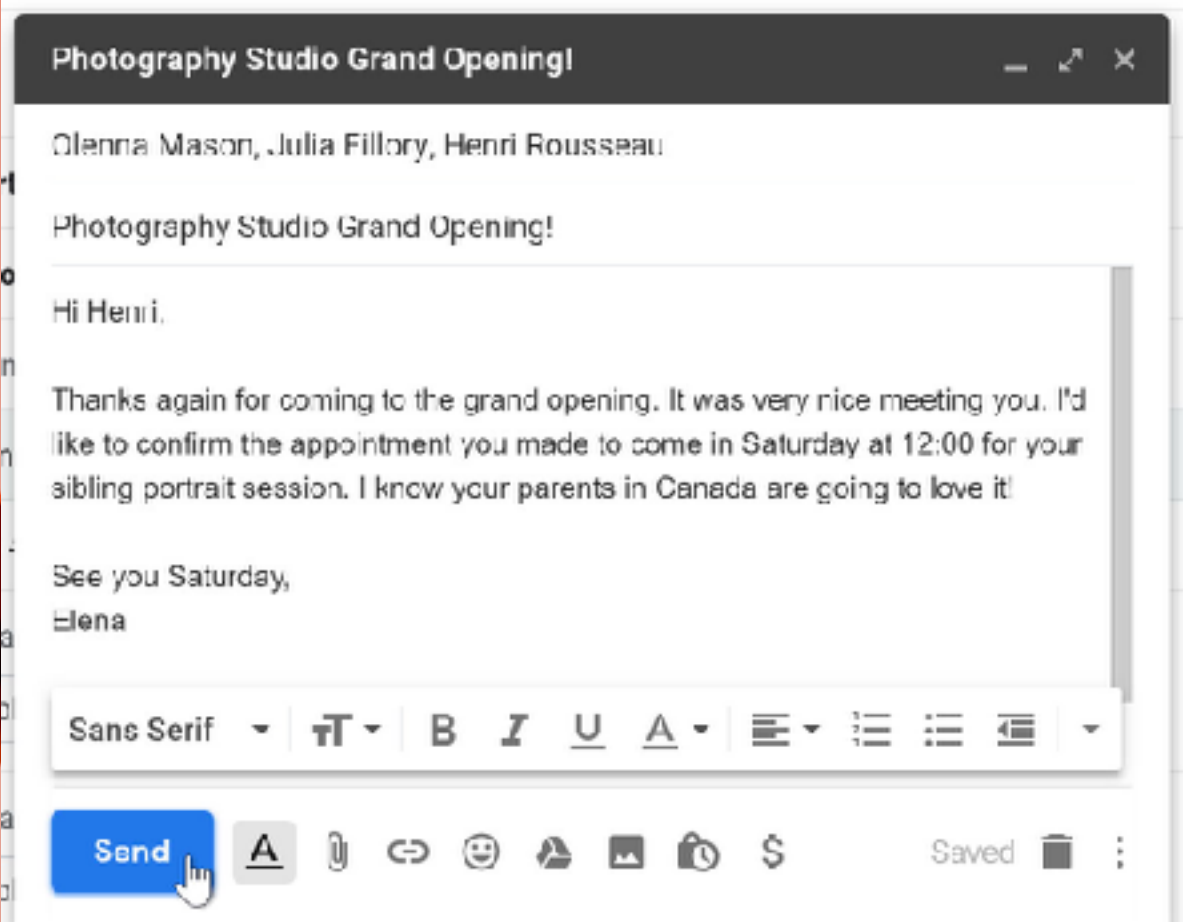 Photography Studio Grand Opening!
Olenna Mason, Julia Fillory, Henri Rousseau
Photography Studio Grand Opening!
Hi Henri,
Thanks again for coming to the grand opening. It was very nice meeting you. I'd
like to confirm the appointment you made to come in Saturday at 12:00 for your
sibling portrait session. I know your parents in Canada are going to love it!
See you Saturday,
Elena
Sans Serif
Send
Saved